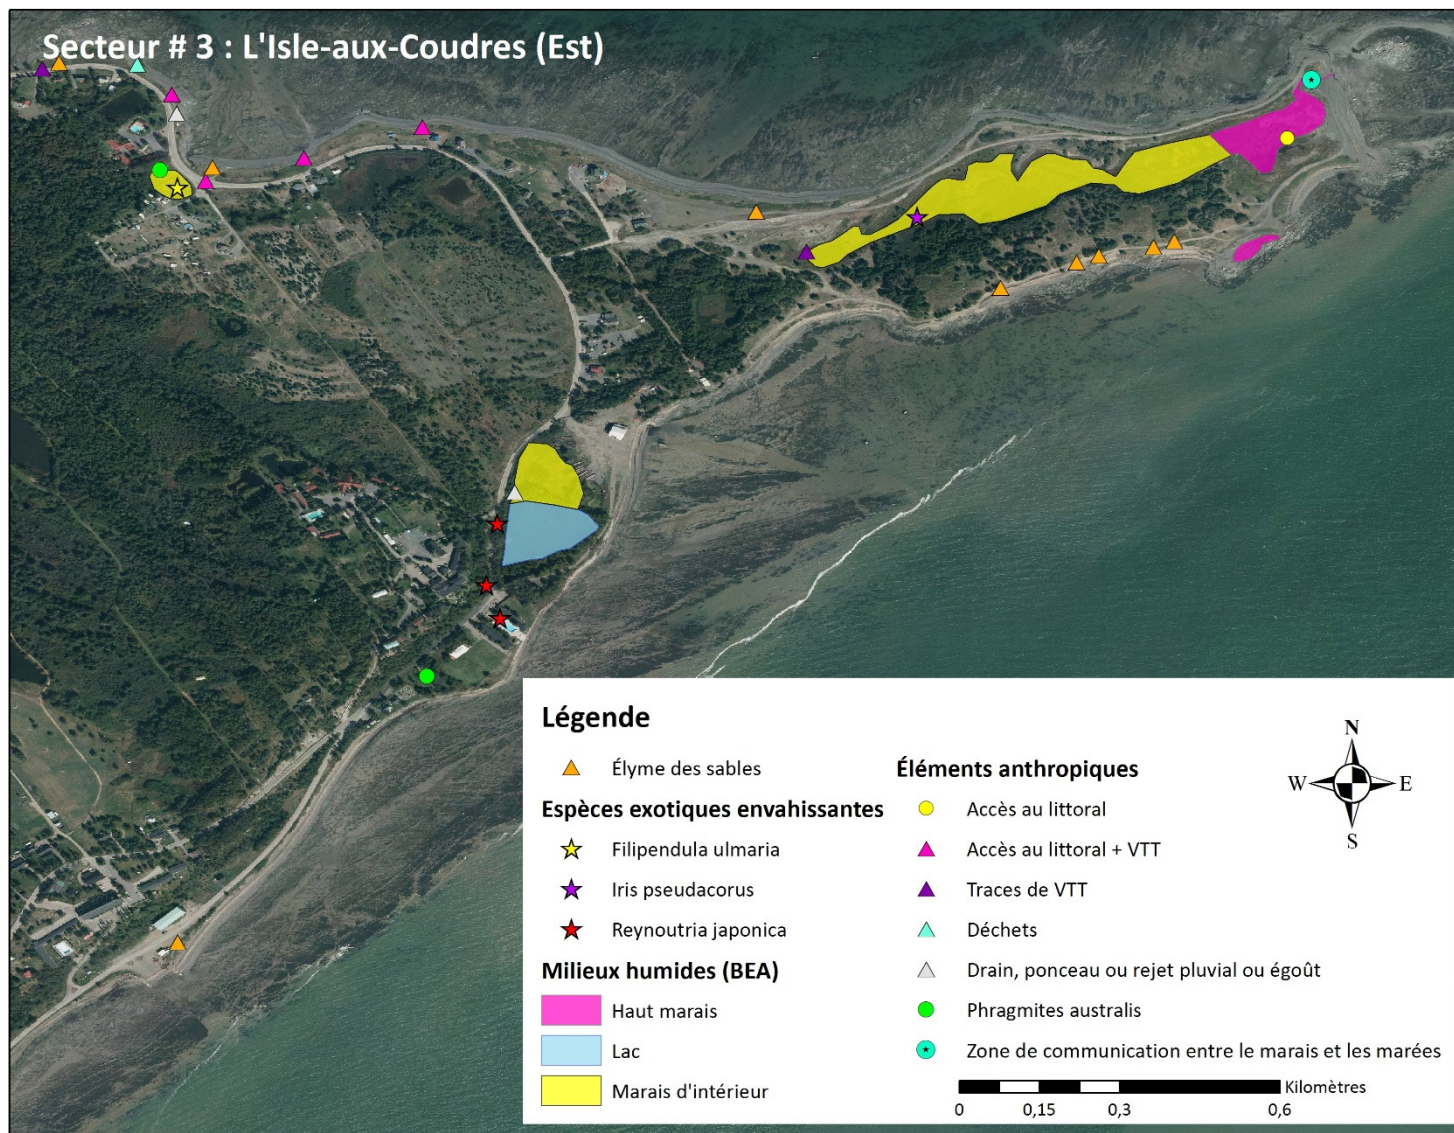 Secteur # 3 : L'Isle-aux-Coudres (Est)
Légende
Élyme des sables
Espèces exotiques envahissantes
Filipendula ulmaria
Iris pseudacorus
Reynoutria japonica
Milieux humides (BEA)
Haut marais
Lac
Marais d'intérieur
Éléments anthropiques
Accès au littoral
Accès au littoral + VTT
Traces de VTT
Déchets
Drain, ponceau ou rejet pluvial ou égoût
Phragmites australis
Zone de communication entre le marais et les marées
N
W E
S
Kilomètres
0 0,15 0,3 0,6